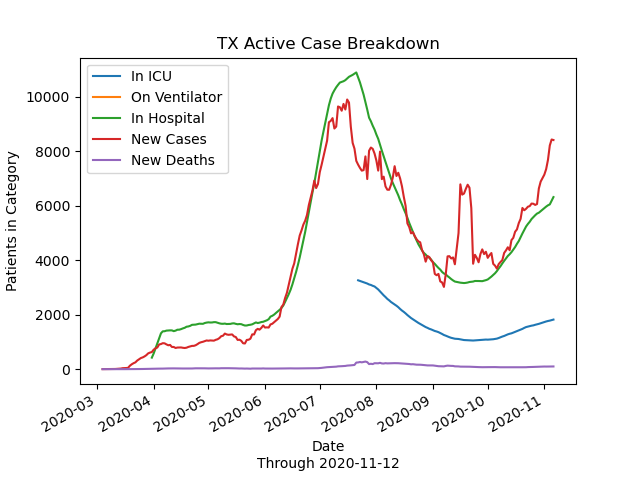 TX Active Case Breakdown
In ICU
On Ventilator
In Hospital
New Cases
New Deaths
Patients in Category
10000
8000
6000
4000
2000
0
2020-03
2020-04
2020-05
2020-06
2020-07
2020-08
2020-09
2020-10
2020-11
Date
Through 2020-11-12